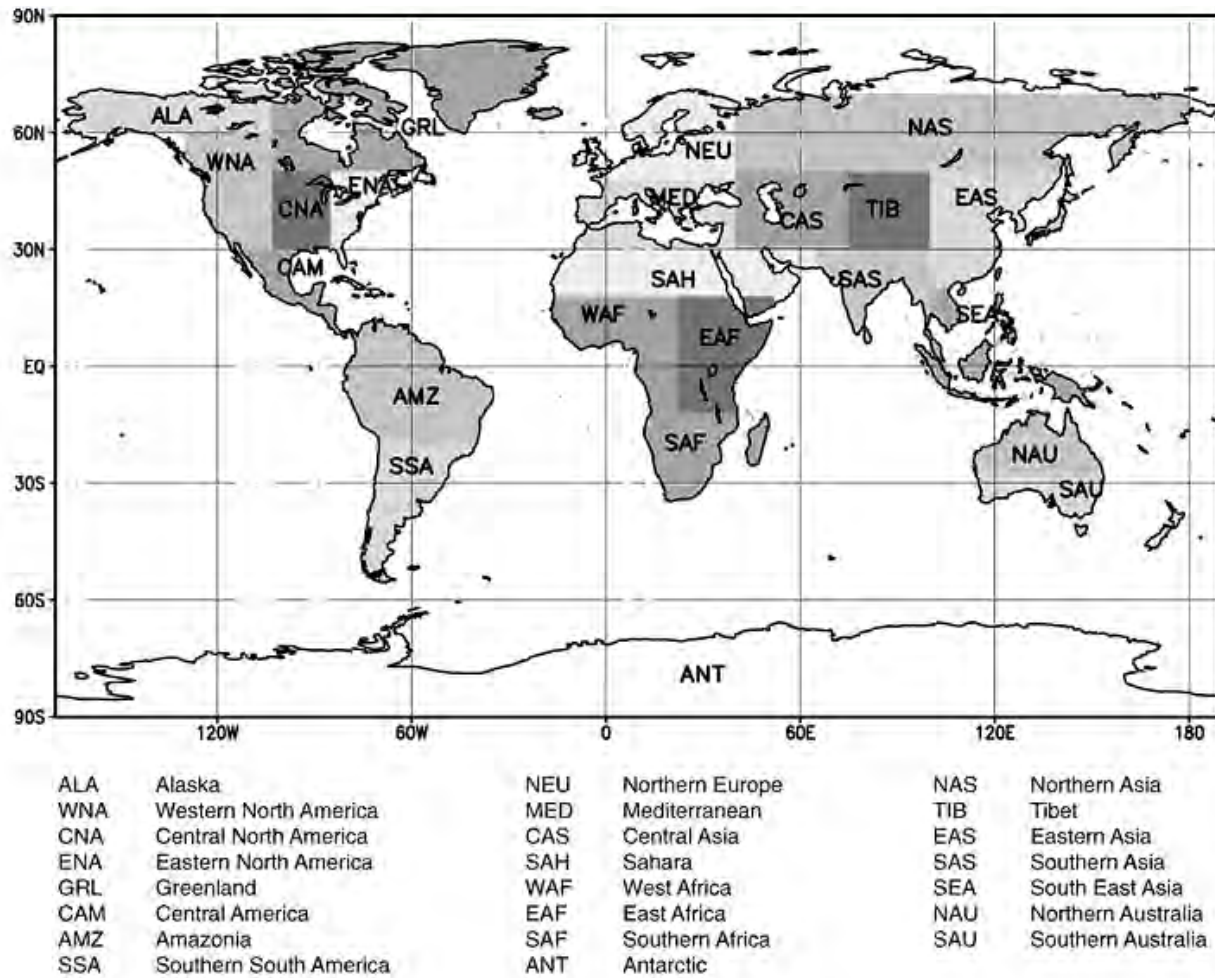 90N
ALA
NAS
60N
GRL
NEU
WNA
ENA
MED
EAS
CNA
CAS
TIB
30N
CAM
SAH
SAS
WAF
SEA
EAF
EQ
AMZ
SAF
NAU
SSA
30S
SAU
60S
ANT
90S
120W 60W 0 60E 120E 180
ALA Alaska NEU Northern Europe NAS Northern Asia
WNA Western North America MED Mediterranean TIB Tibet
CNA Central North America CAS Central Asia EAS Eastern Asia
ENA Eastern North America SAH Sahara SAS Southern Asia
GRL Greenland WAF West Africa SEA South East Asia
CAM Central America EAF East Africa NAU Northern Australia
AMZ Amazonia SAF Southern Africa SAU Southern Australia
SSA Southern South America ANT Antarctic